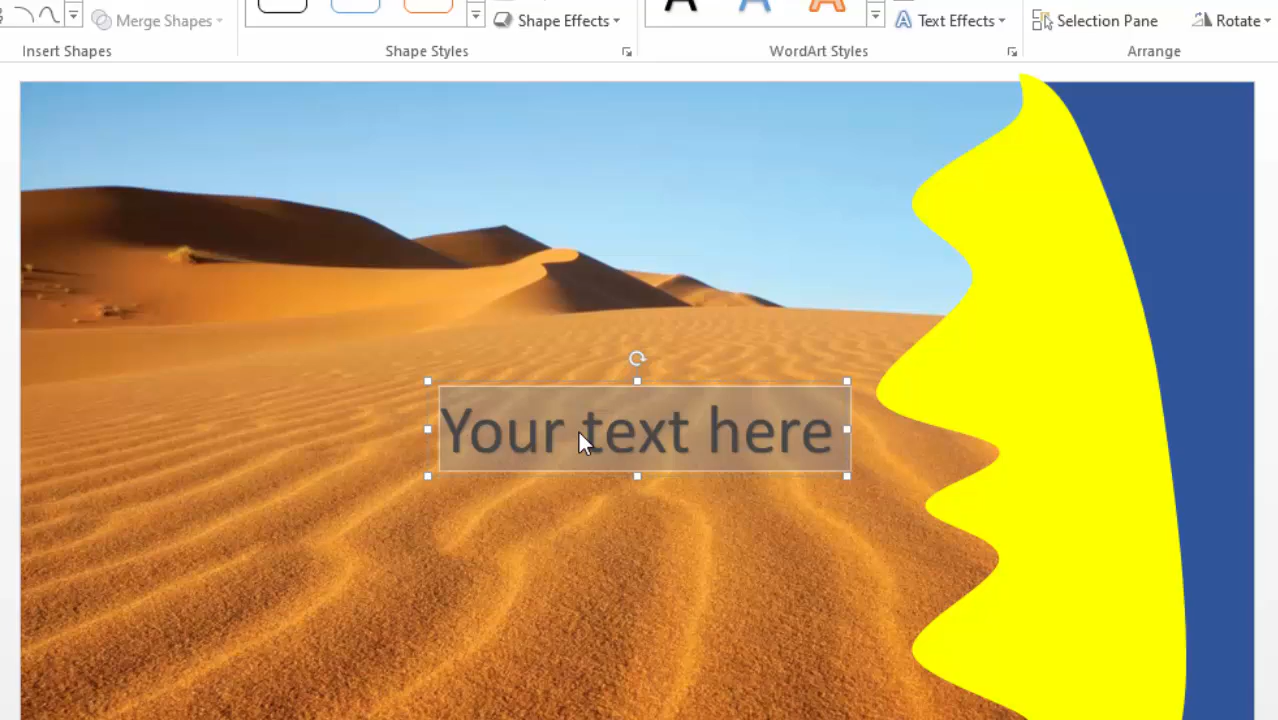 Merge Shapes
Shape Effects
Text Effects
Selection Pane
Rotate
Insert Shapes
Shape Styles
WordArt Styles
Arrange
Your text here